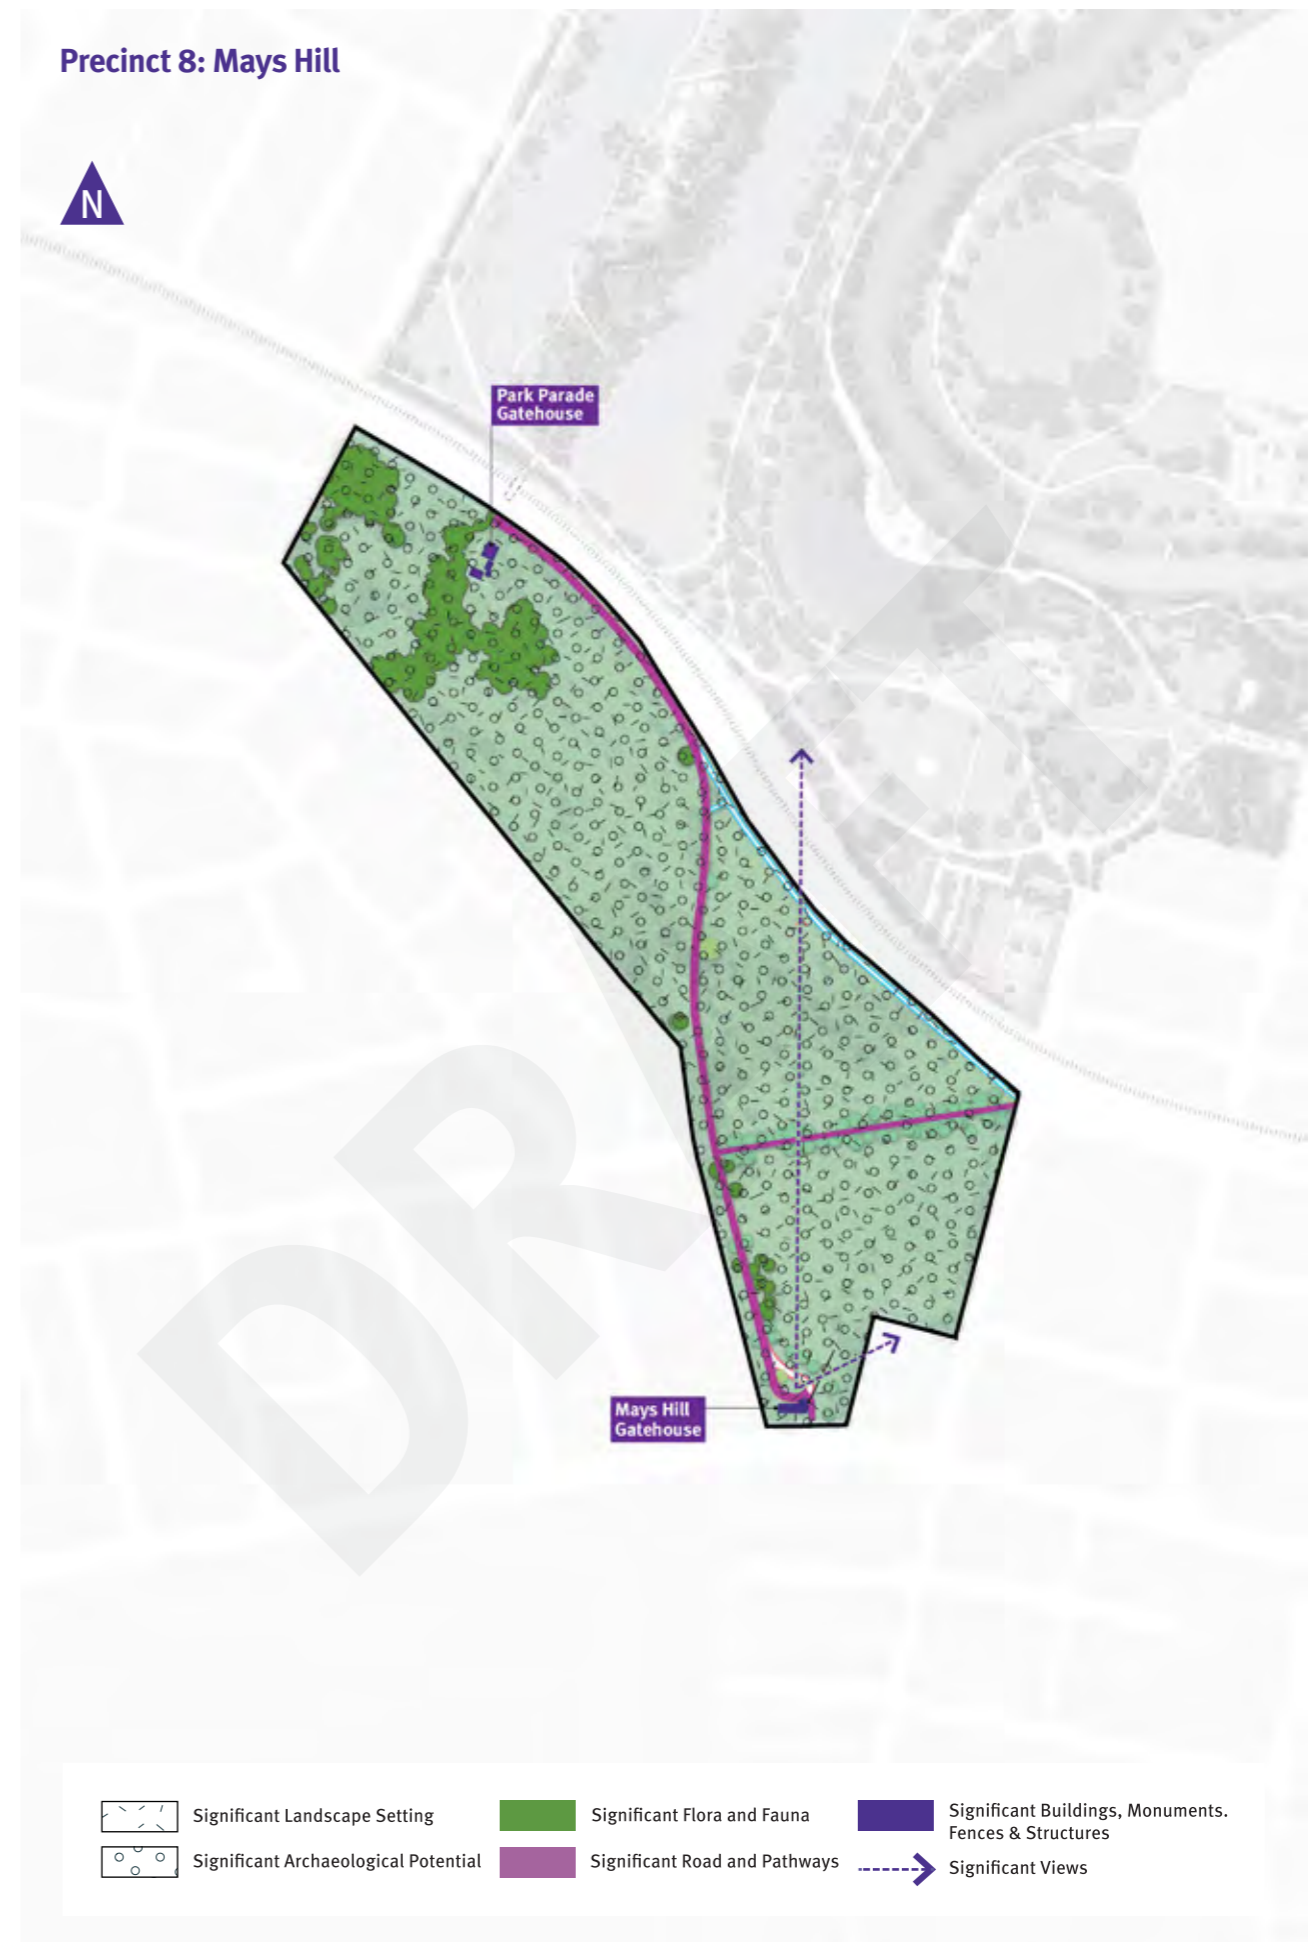 Precinct 8: Mays Hill
N
Park Parade
Gatehouse
DRAFT
Mays Hill
Gatehouse
Significant Landscape Setting
Significant Archaeological Potential
Significant Flora and Fauna
Significant Road and Pathways
Significant Buildings, Monuments.
Fences & Structures
Significant Views